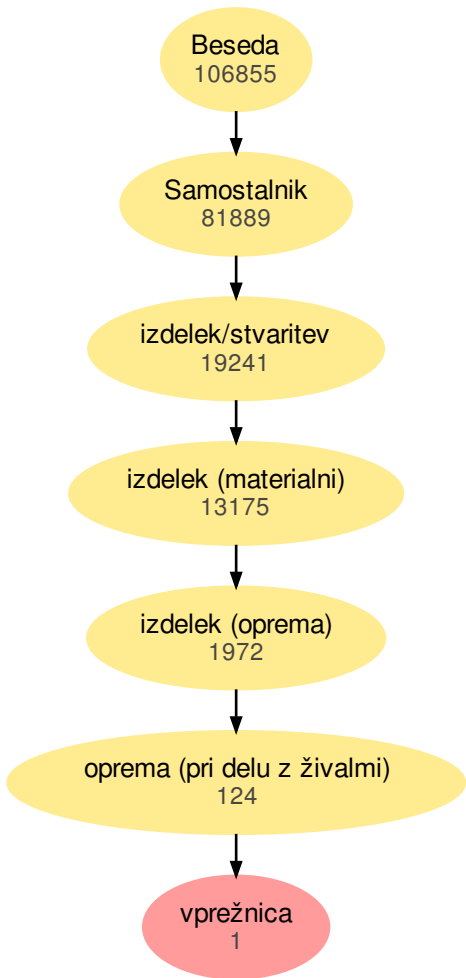 Beseda
106855
Samostalnik
81889
izdelek/stvaritev
19241
izdelek (materialni)
13175
izdelek (oprema)
1972
oprema (pri delu z živalmi)
124
vprežnica
1